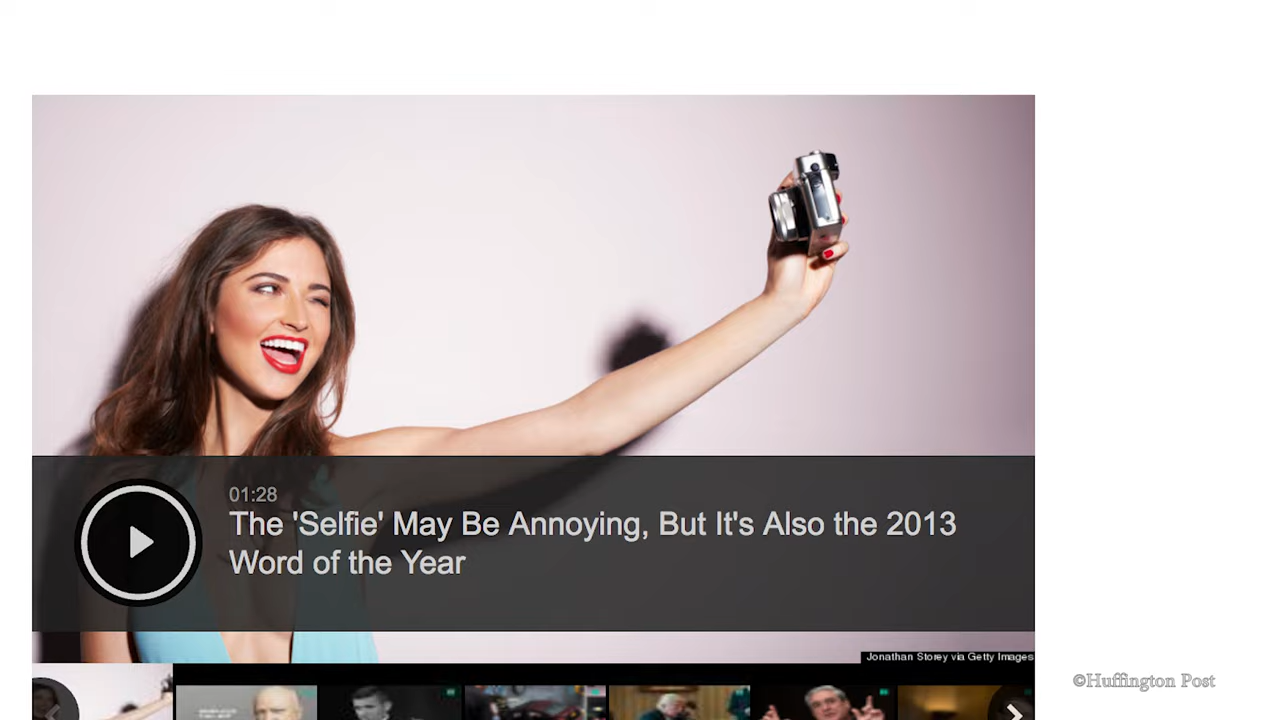 01:28
The 'Selfie' May Be Annoying, But It's Also the 2013
Word of the Year
Jonathan Storey via Getty Images
©Huffington Post